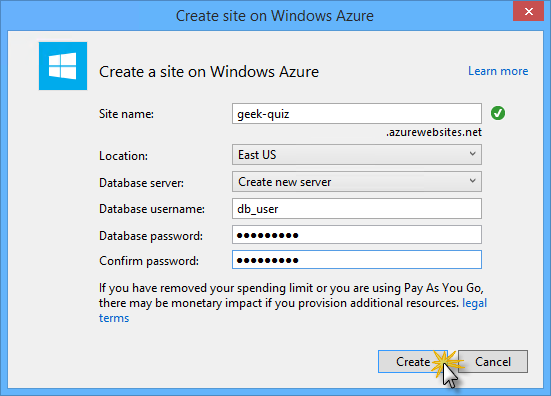 Create site on Windows Azure
Create a site on Windows Azure
Learn more
Site name: geek-quiz
.azurewebsites.net
Location: East US
Database server: Create new server
Database username: db_user
Database password: ●●●●●●●●●
Confirm password: ●●●●●●●●●
If you have removed your spending limit or you are using Pay As You Go,
there may be monetary impact if you provision additional resources. legal
terms
Create Cancel